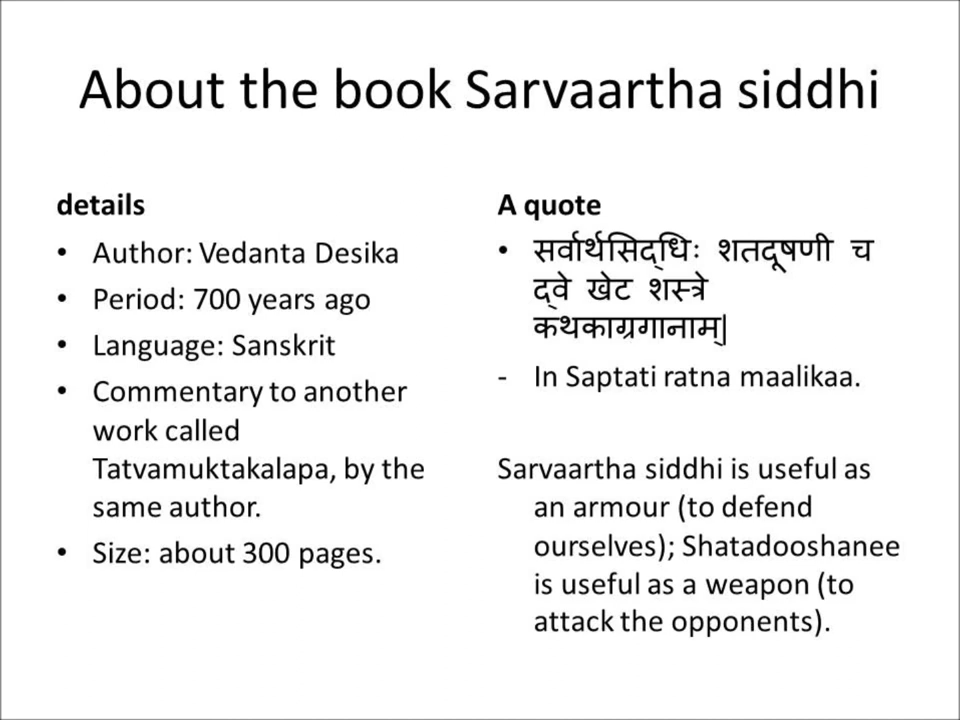 About the book Sarvaartha siddhi
details
• Author: Vedanta Desika
• Period: 700 years ago
• Language: Sanskrit
• Commentary to another
work called
Tatvamuktakalapa, by the
same author.
• Size: about 300 pages.
A quote
• सर्वार्थसिद्धिः शतदूषणी च
द्वे खेट शस्त्रे
कथकाग्रगानाम्|
- In Saptati ratna maalikaa.
Sarvaartha siddhi is useful as
an armour (to defend
ourselves); Shatadooshanee
is useful as a weapon (to
attack the opponents).